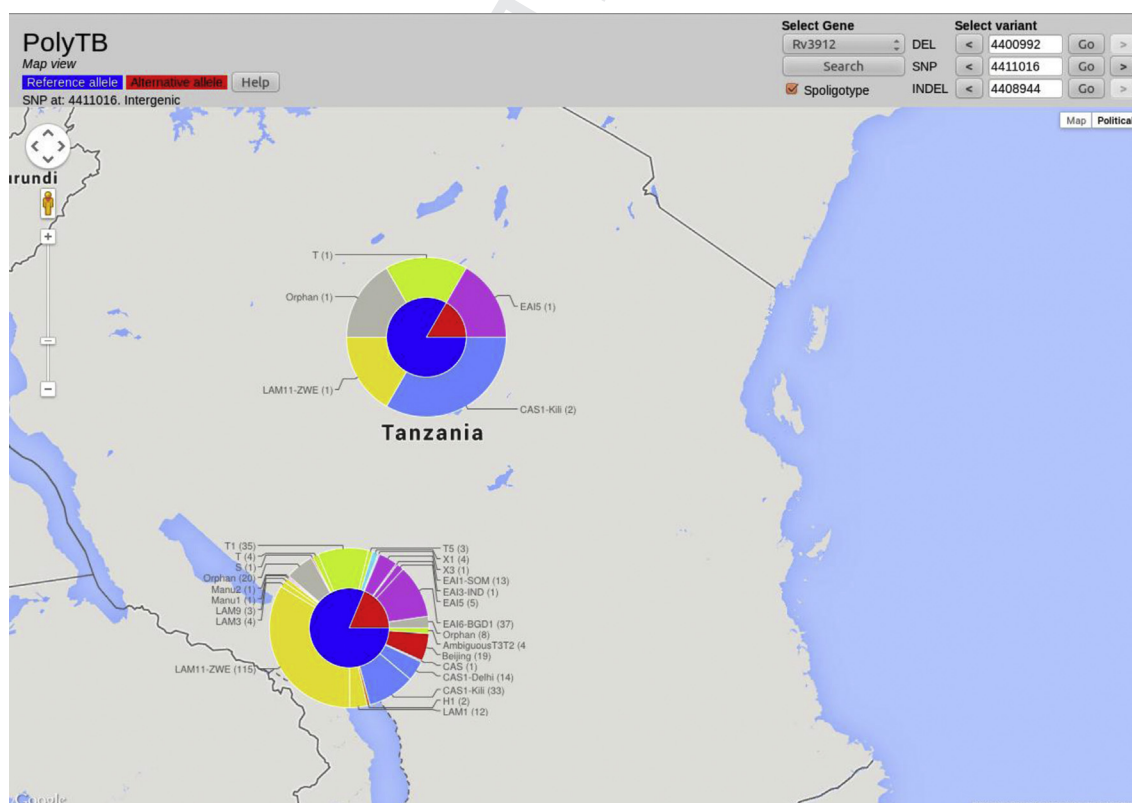 PolyTB
Map view
Reference allele Alternative allele Help
SNP at: 4411016. Intergenic
Select Gene Select variant
Rv3912 DEL < 4400992 Go >
Search SNP < 4411016 Go >
Spoligotype INDEL < 4408944 Go >
Map Political
urundi
T (1)
Orphan (1)
EAI5 (1)
LAM11-ZWE (1)
CAS1-Kili (2)
Tanzania
T1 (35)
T (4)
S (1)
Orphan (20)
Manu2 (1)
Manu1 (1)
LAM9 (3)
LAM3 (4)
LAM11-ZWE (115)
T5 (3)
X1 (4)
X3 (1)
EAI1-SOM (13)
EAI3-IND (1)
EAI5 (5)
EAI6-BGD1 (37)
Orphan (8)
AmbiguousT3T2 (4
Beijing (19)
CAS (1)
CAS1-Delhi (14)
CAS1-Kili (33)
H1 (2)
LAM1 (12)
Google